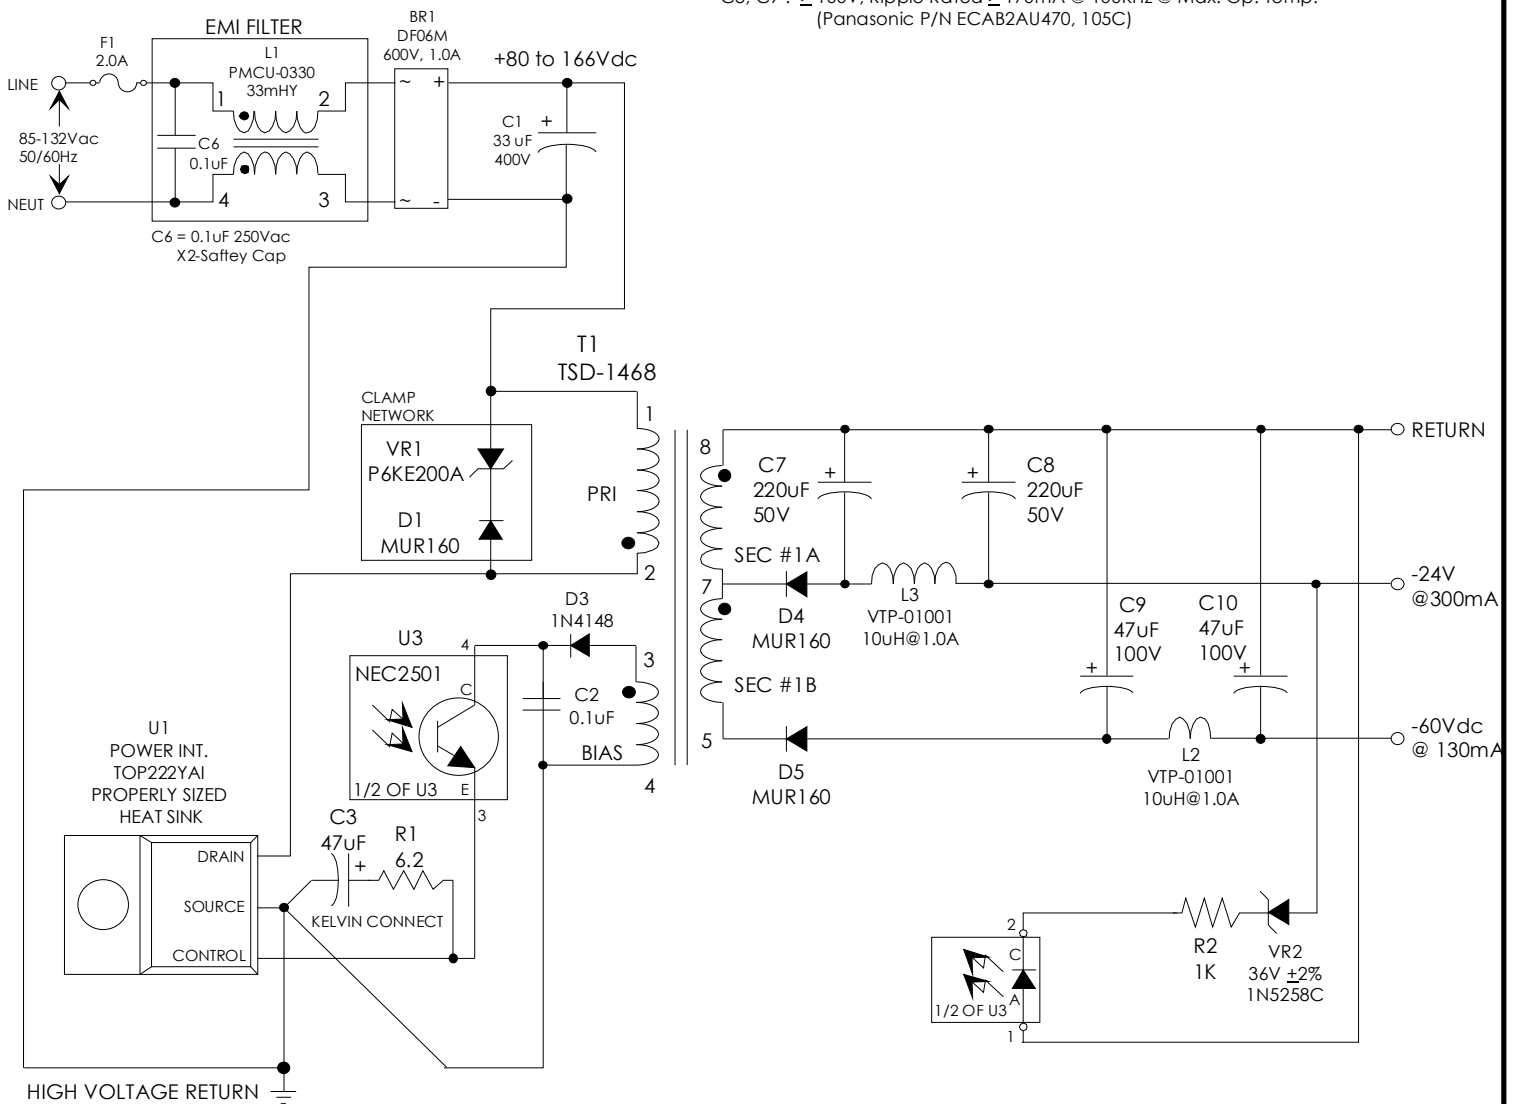 (Panasonic P/N ECAB2AU470, 105C)
EMI FILTER
F1
2.0A
L1
PMCU-0330
33mHY
BR1
DF06M
600V, 1.0A
+80 to 166Vdc
LINE
1
2
~
+
85-132Vac
50/60Hz
C6
0.1uF
C1
+
33 uF
400V
NEUT
4
3
~
-
C6 = 0.1uF 250Vac
X2-Saftey Cap
T1
TSD-1468
CLAMP
NETWORK
VR1
P6KE200A
D1
MUR160
1
PRI
2
8
C7
+
220uF
50V
C8
+
220uF
50V
RETURN
SEC #1A
7
D4
MUR160
L3
VTP-01001
10uH@1.0A
-24V
@300mA
C9
47uF
100V
+
C10
47uF
100V
+
D3
1N4148
U3
4
NEC2501
C
C2
0.1uF
3
BIAS
4
SEC #1B
5
D5
MUR160
L2
VTP-01001
10uH@1.0A
-60Vdc
@ 130mA
1/2 OF U3
E
3
U1
POWER INT.
TOP222YAI
PROPERLY SIZED
HEAT SINK
DRAIN
SOURCE
CONTROL
C3
47uF
+
R1
6.2
KELVIN CONNECT
2
C
A
1/2 OF U3
1
R2
1K
VR2
36V ±2%
1N5258C
HIGH VOLTAGE RETURN